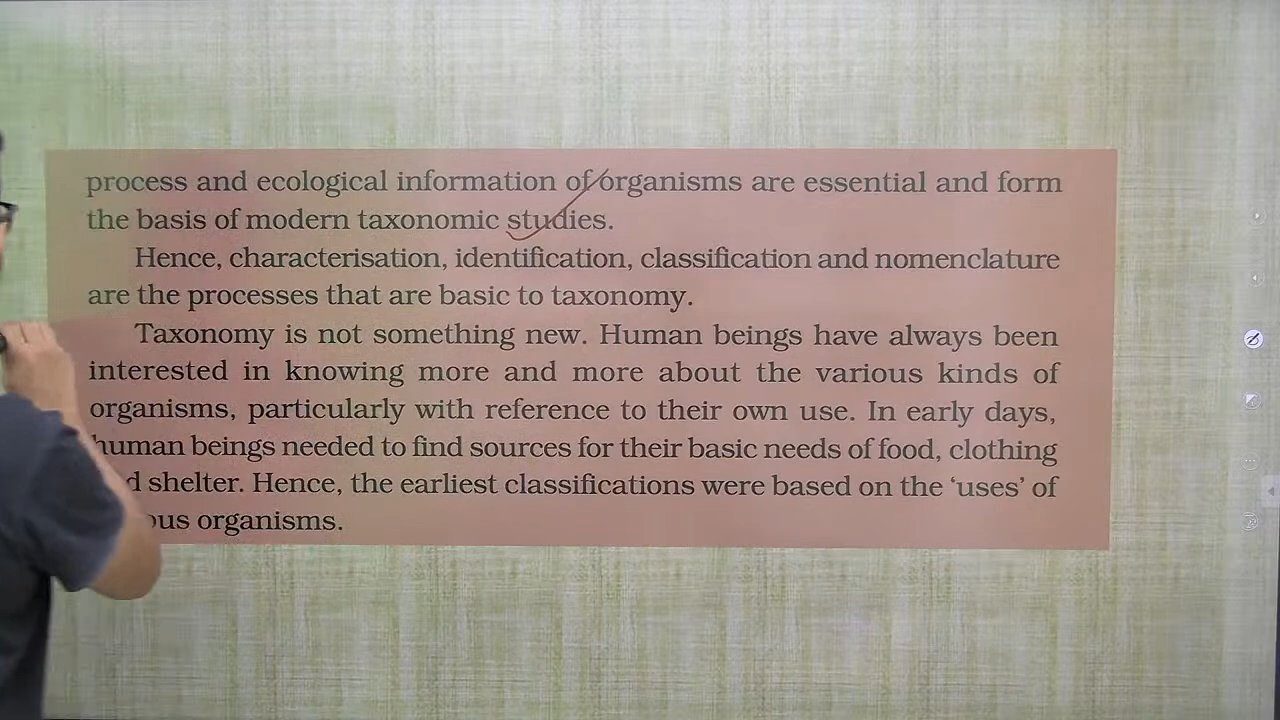 process and ecological information of organisms are essential and form
the basis of modern taxonomic studies.
Hence, characterisation, identification, classification and nomenclature
are the processes that are basic to taxonomy.
Taxonomy is not something new. Human beings have always been
interested in knowing more and more about the various kinds of
organisms, particularly with reference to their own use. In early days,
human beings needed to find sources for their basic needs of food, clothing
d shelter. Hence, the earliest classifications were based on the ‘uses’ of
ous organisms.